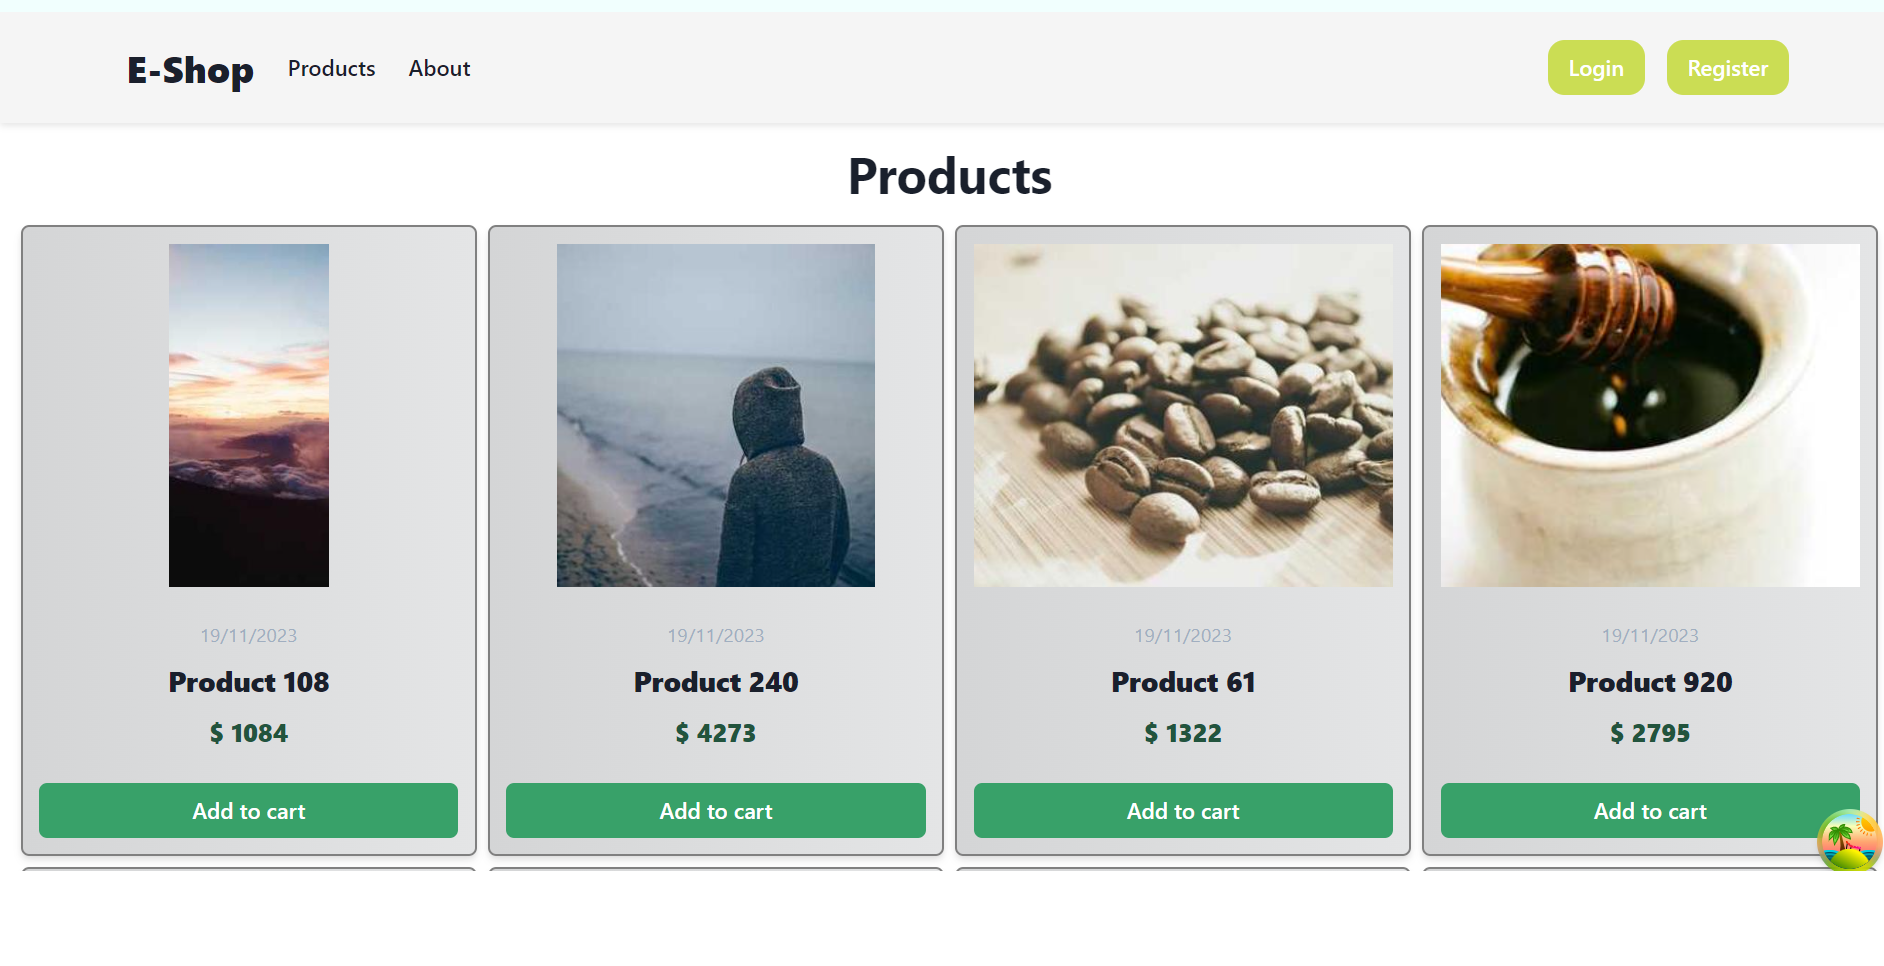 E-Shop Products About Login Register
Products
19/11/2023
Product 108
$ 1084
Add to cart
19/11/2023
Product 240
$ 4273
Add to cart
19/11/2023
Product 61
$ 1322
Add to cart
19/11/2023
Product 920
$ 2795
Add to cart